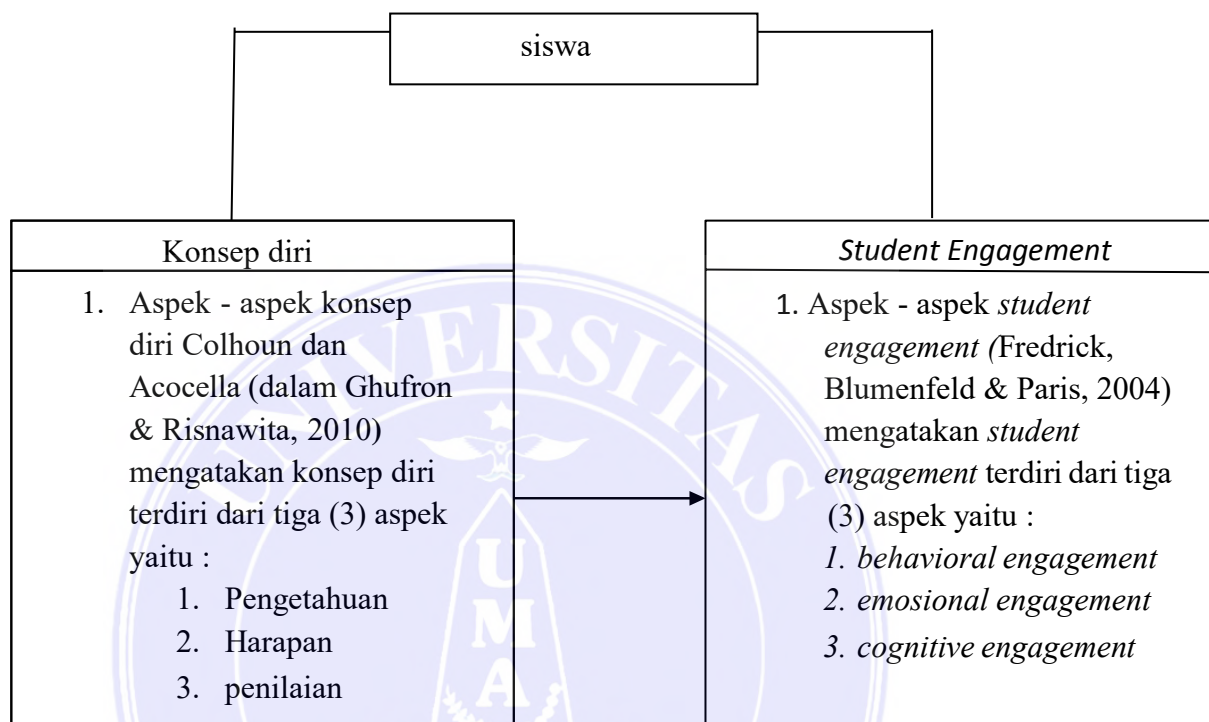 siswa
Konsep diri
1. Aspek - aspek konsep
diri Colhoun dan
Acocella (dalam Ghufron
& Risnawita, 2010)
mengatakan konsep diri
terdiri dari tiga (3) aspek
yaitu :
1. Pengetahuan
2. Harapan
3. penilaian
Student Engagement
1. Aspek - aspek student
engagement (Fredrick,
Blumenfeld & Paris, 2004)
mengatakan student
engagement terdiri dari tiga
(3) aspek yaitu :
1. behavioral engagement
2. emosional engagement
3. cognitive engagement
UNIVERSITAS
UMA